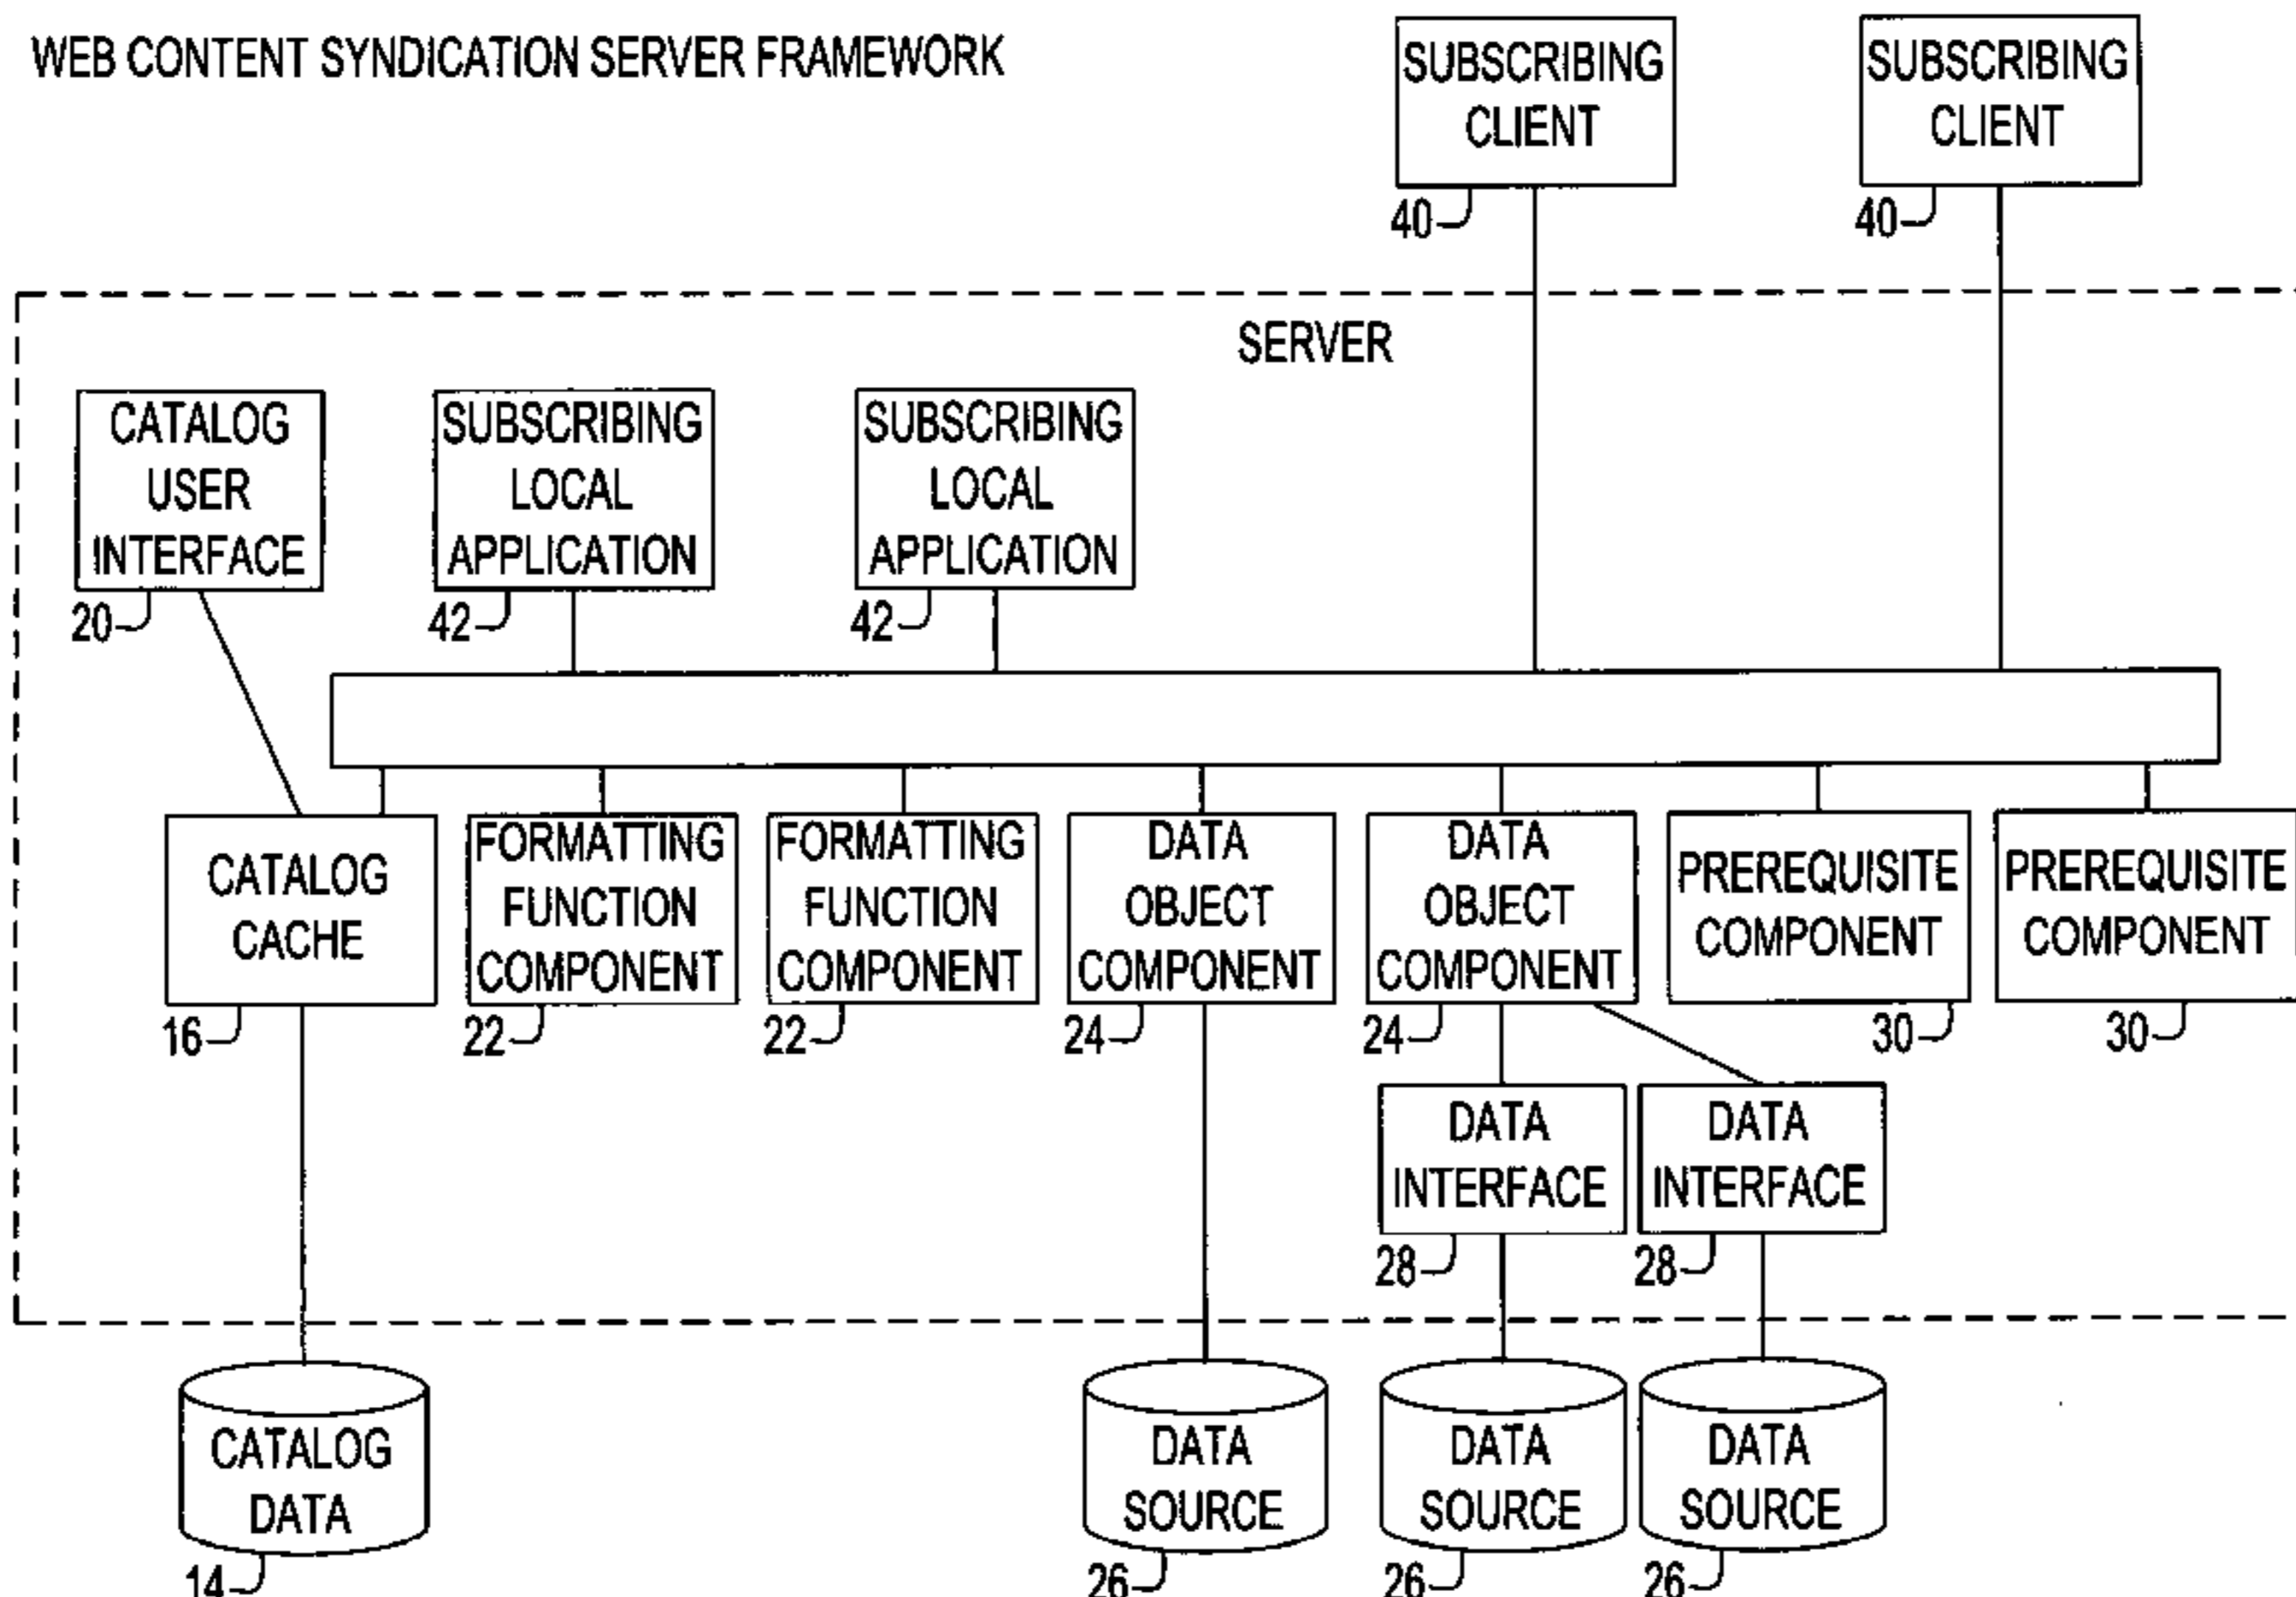 WEB CONTENT SYNDICATION SERVER FRAMEWORK
SUBSCRIBING
CLIENT
40
SUBSCRIBING
CLIENT
40
SERVER
CATALOG
USER
INTERFACE
20
SUBSCRIBING
LOCAL
APPLICATION
42
SUBSCRIBING
LOCAL
APPLICATION
42
CATALOG
CACHE
16
FORMATTING
FUNCTION
COMPONENT
22
FORMATTING
FUNCTION
COMPONENT
22
DATA
OBJECT
COMPONENT
24
DATA
OBJECT
COMPONENT
24
PREREQUISITE
COMPONENT
30
PREREQUISITE
COMPONENT
30
DATA
INTERFACE
28
DATA
INTERFACE
28
CATALOG
DATA
14
DATA
SOURCE
26
DATA
SOURCE
26
DATA
SOURCE
26